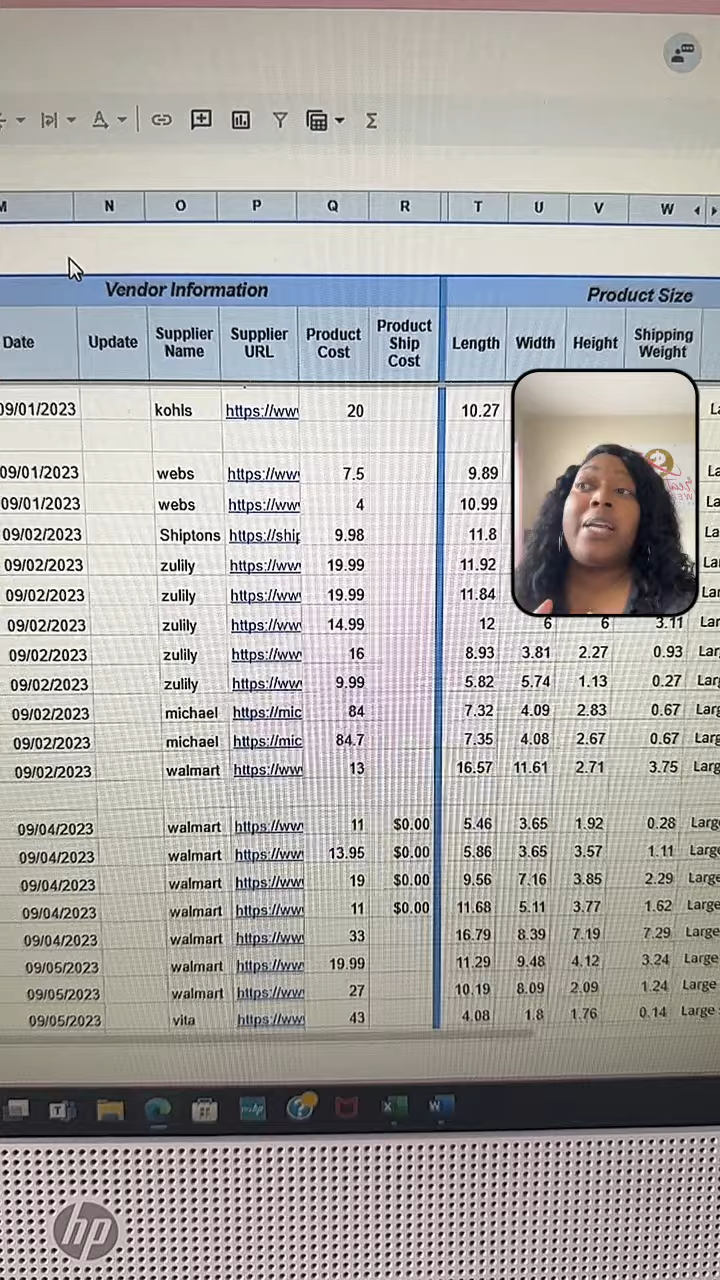 M N O P Q R T U V W
Vendor Information Product Size
Date Update Supplier Name Supplier URL Product Cost Product Ship Cost Length Width Height Shipping Weight
09/01/2023 kohls https://ww 20 10.27 La
09/01/2023 webs https://ww 7.5 9.89 La
09/01/2023 webs https://ww 4 10.99 La
09/02/2023 Shiptons https://ship 9.98 11.8 La
09/02/2023 zulily https://ww 19.99 11.92 La
09/02/2023 zulily https://ww 19.99 11.84 La
09/02/2023 zulily https://ww 14.99 12 6 6 3.11 Lar
09/02/2023 zulily https://ww 16 8.93 3.81 2.27 0.93 Lar
09/02/2023 zulily https://ww 9.99 5.82 5.74 1.13 0.27 Larg
09/02/2023 michael https://mic 84 7.32 4.09 2.83 0.67 Larg
09/02/2023 michael https://mic 84.7 7.35 4.08 2.67 0.67 Larg
09/02/2023 walmart https://ww 13 16.57 11.61 2.71 3.75 Larg
09/04/2023 walmart https://ww 11 $0.00 5.46 3.65 1.92 0.28 Larg
09/04/2023 walmart https://ww 13.95 $0.00 5.86 3.65 3.57 1.11 Larg
09/04/2023 walmart https://ww 19 $0.00 9.56 7.16 3.85 2.29 Large
09/04/2023 walmart https://ww 11 $0.00 11.68 5.11 3.77 1.62 Large
09/04/2023 walmart https://ww 33 16.79 8.39 7.19 7.29 Large
09/05/2023 walmart https://ww 19.99 11.29 9.48 4.12 3.24 Large
09/05/2023 walmart https://ww 27 10.19 8.09 2.09 1.24 Large
09/05/2023 vita https://ww 43 4.08 1.8 1.76 0.14 Large
hp